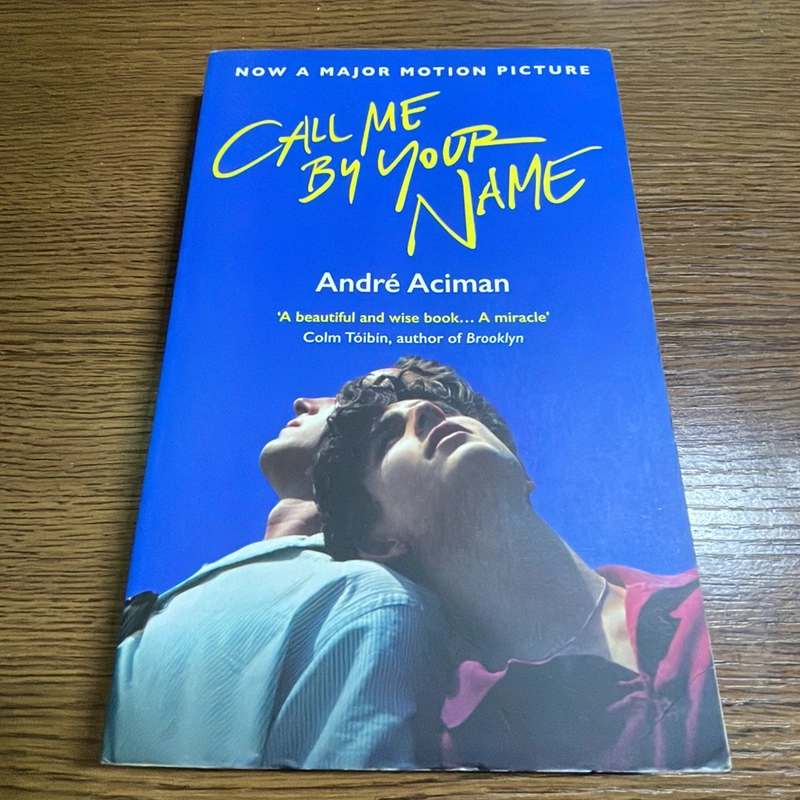 NOW A MAJOR MOTION PICTURE
CALL ME
BY YOUR
NAME
André Aciman
‘A beautiful and wise book… A miracle’
Colm Tóibín, author of Brooklyn